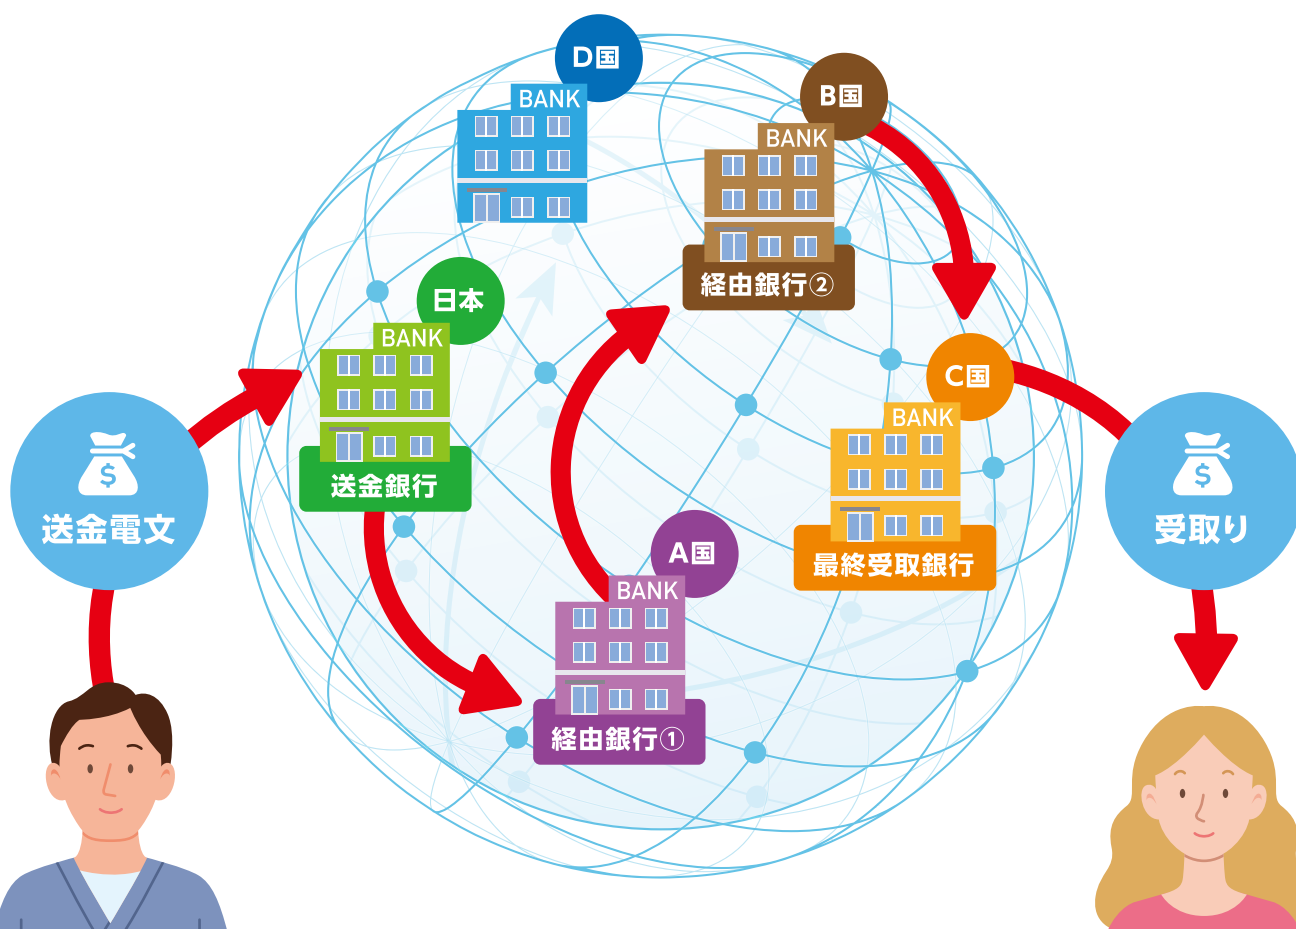 D国
BANK
B国
BANK
経由銀行②
日本
BANK
送金銀行
C国
BANK
最終受取銀行
$
送金電文
$
受取り
A国
BANK
経由銀行①